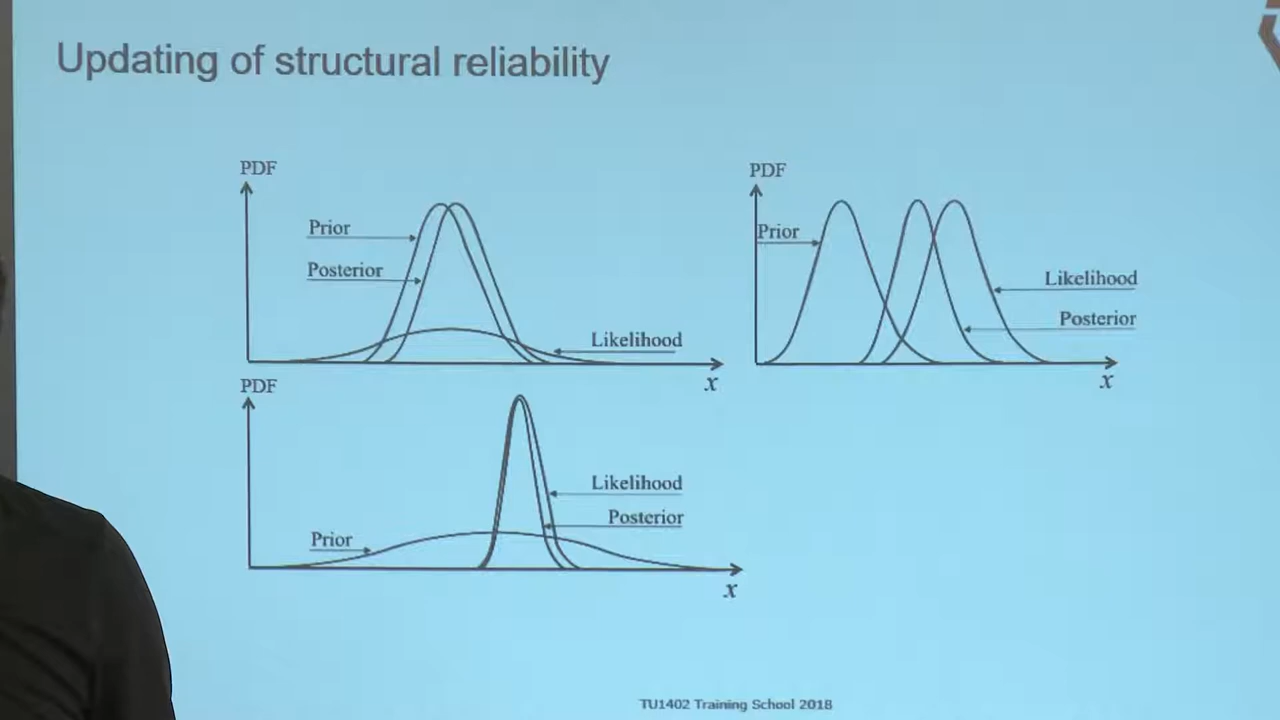 Updating of structural reliability
PDF
Prior
Posterior
Likelihood
x
PDF
Prior
Likelihood
Posterior
x
PDF
Likelihood
Posterior
Prior
x
TU1402 Training School 2018